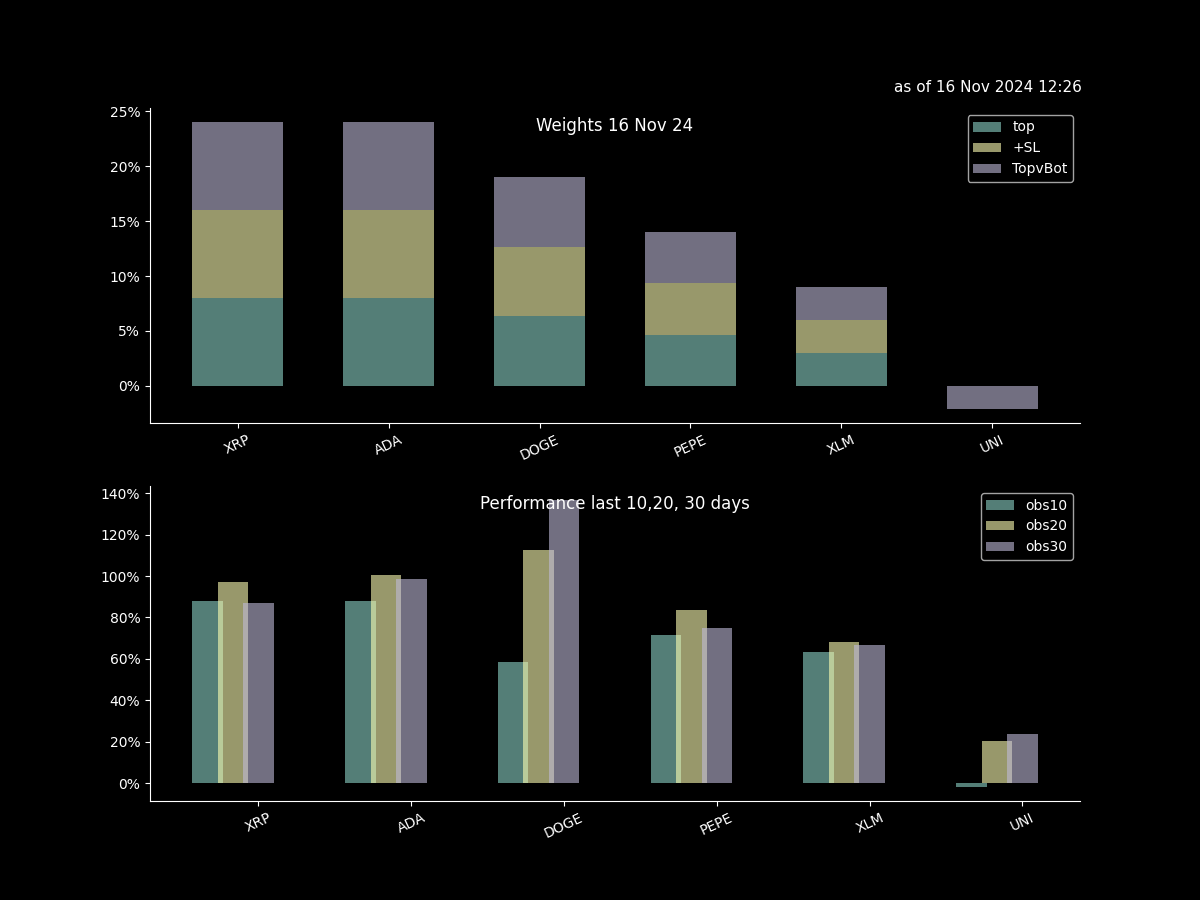 as of 16 Nov 2024 12:26
Weights 16 Nov 24
top
+SL
TopvBot
25%
20%
15%
10%
5%
0%
XRP ADA DOGE PEPE XLM UNI
Performance last 10,20, 30 days
obs10
obs20
obs30
140%
120%
100%
80%
60%
40%
20%
0%
XRP ADA DOGE PEPE XLM UNI